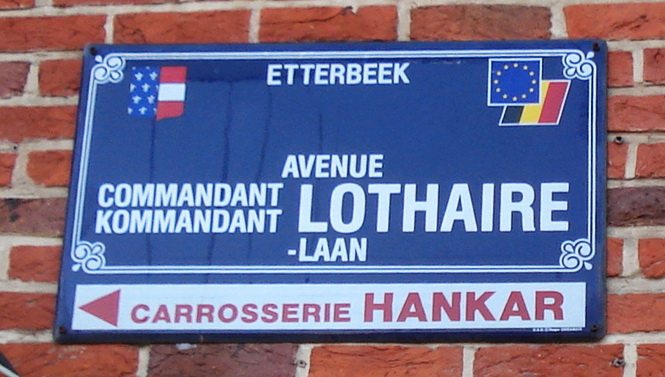 ETTERBEEK
AVENUE
COMMANDANT LOTHAIRE
KOMMANDANT
-LAAN
CARROSSERIE HANKAR